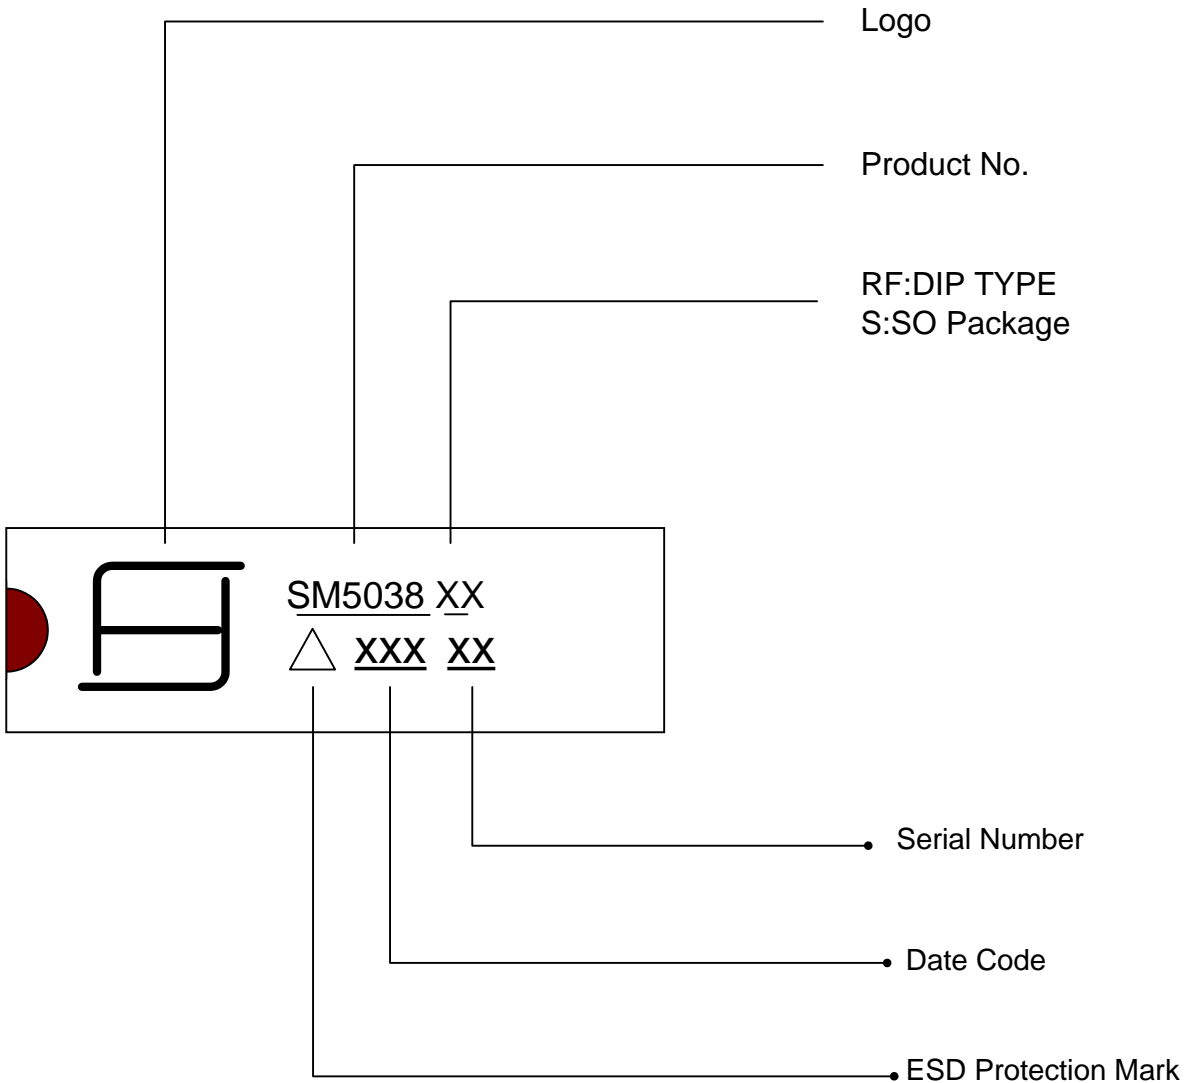 Logo
Product No.
RF:DIP TYPE
S:SO Package
SM5038 XX
XXX XX
Serial Number
Date Code
ESD Protection Mark